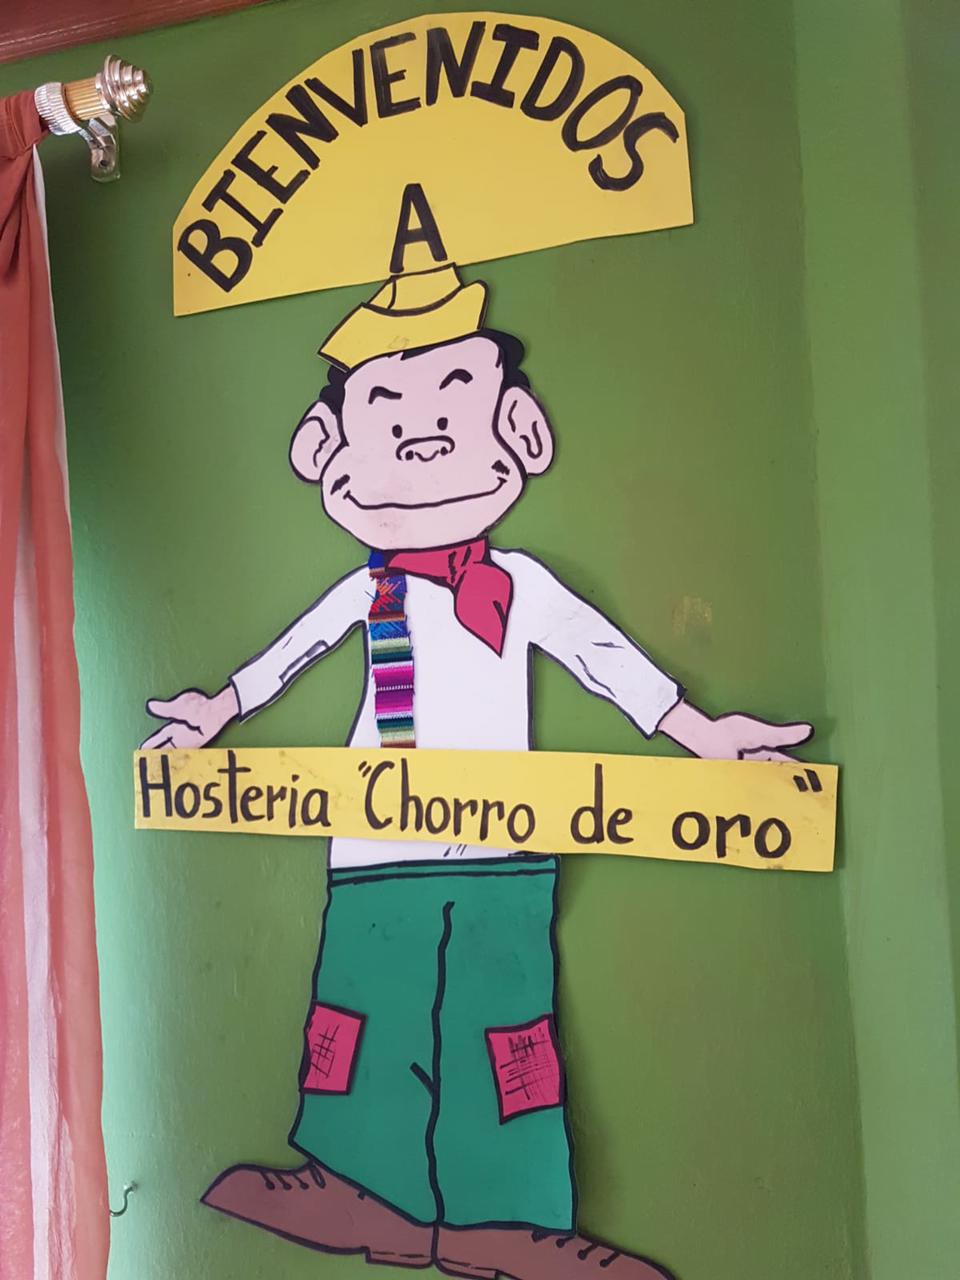 BIENVENIDOS
A
Hosteria "Chorro de oro"